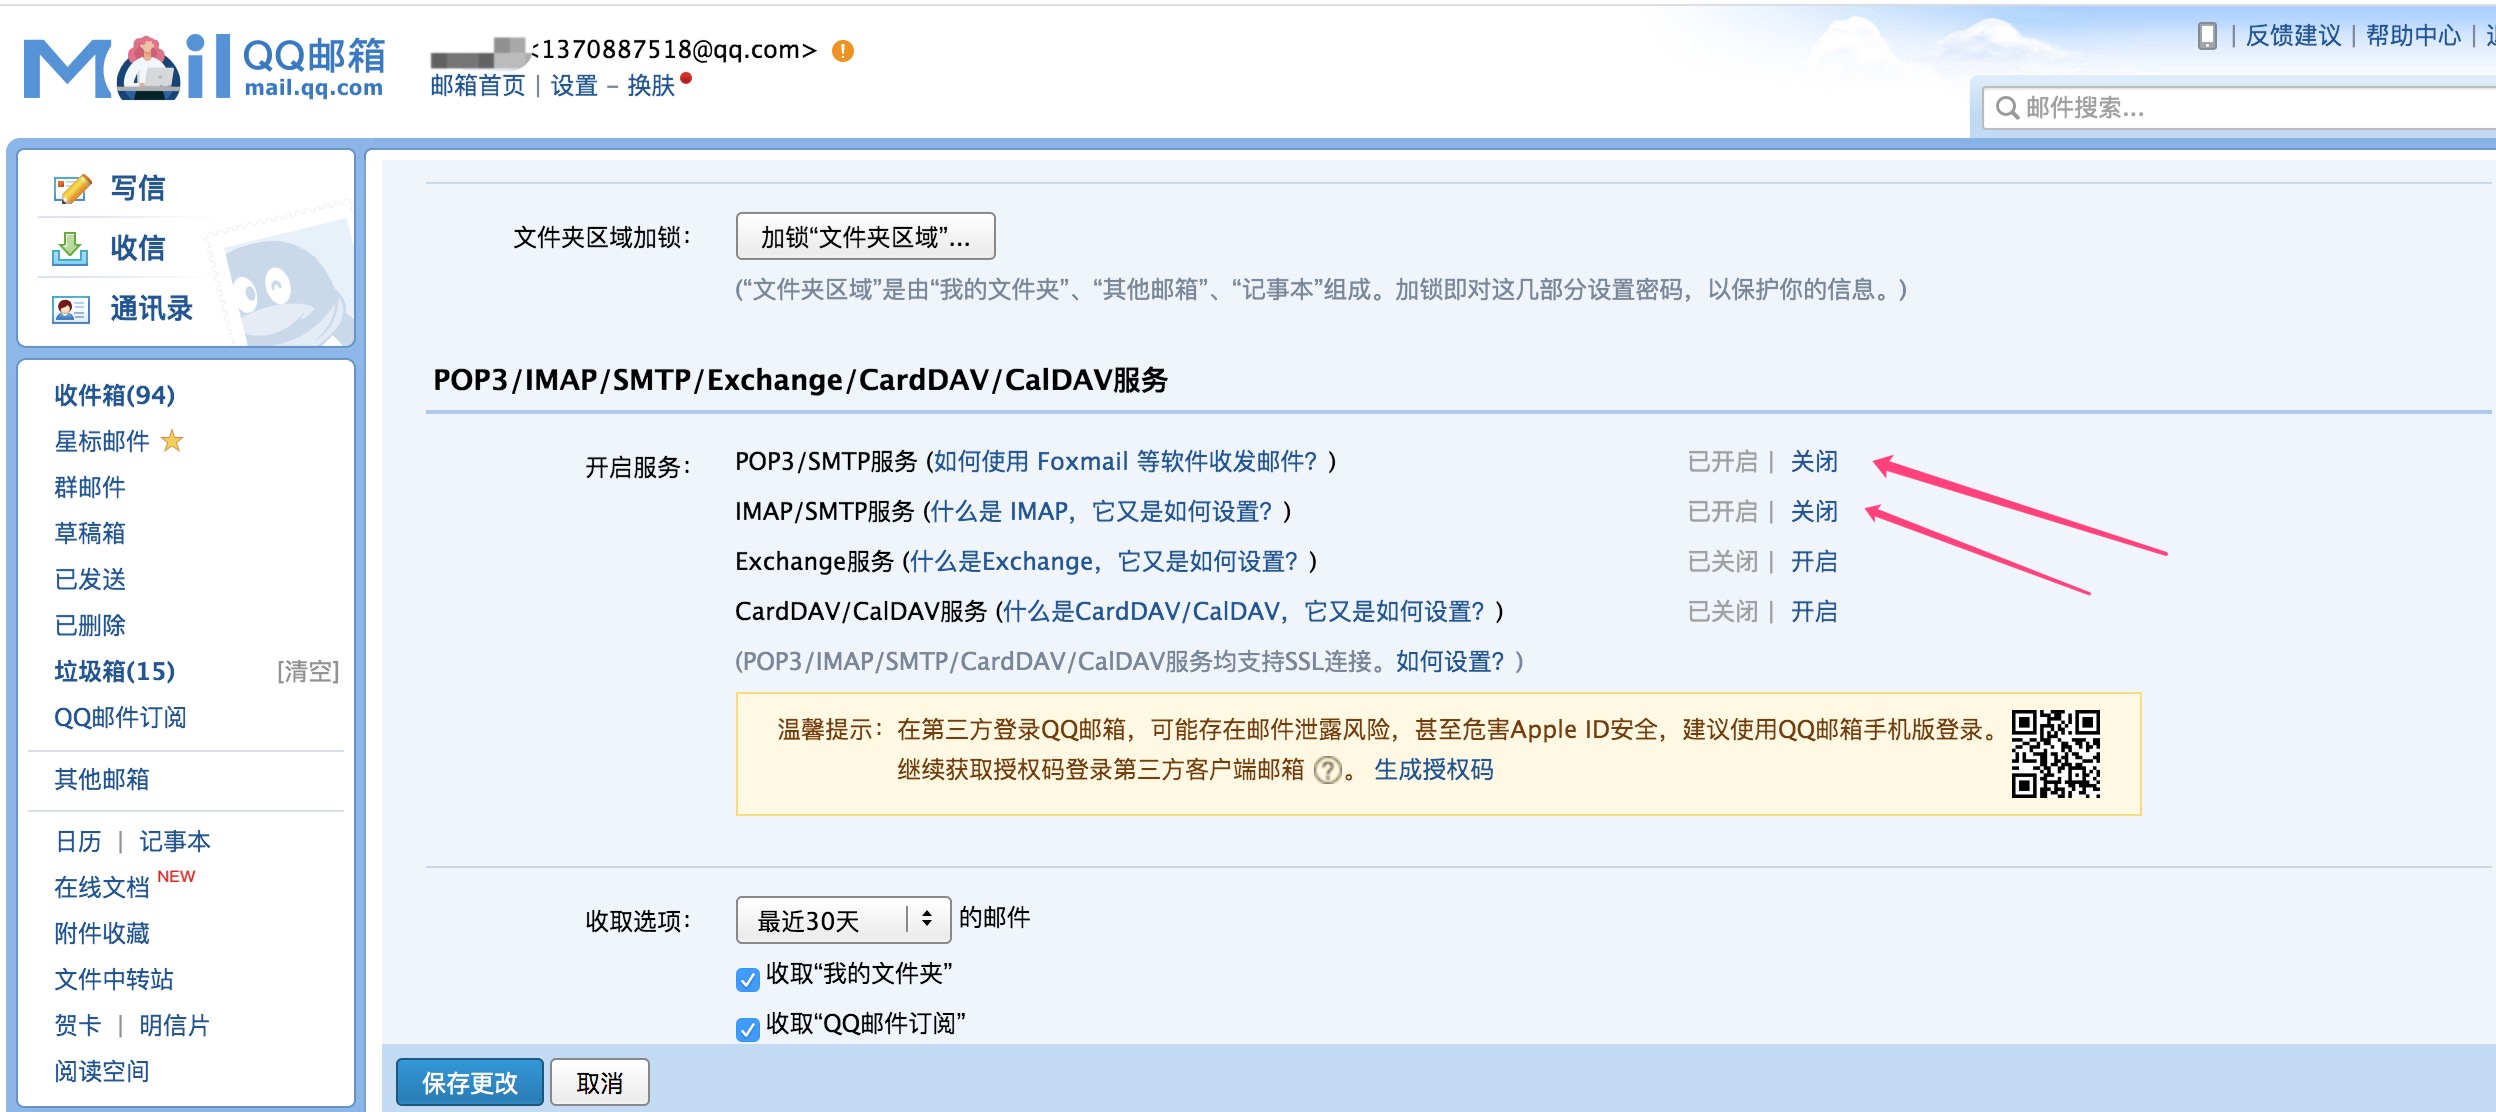 Mail QQ邮箱
mail.qq.com
<1370887518@qq.com>
邮箱首页 | 设置 - 换肤
| 反馈建议 | 帮助中心 |
邮件搜索...
写信
收信
通讯录
收件箱(94)
星标邮件
群邮件
草稿箱
已发送
已删除
垃圾箱(15) [清空]
QQ邮件订阅
其他邮箱
日历 | 记事本
在线文档 NEW
附件收藏
文件中转站
贺卡 | 明信片
阅读空间
文件夹区域加锁： 加锁“文件夹区域”...
(“文件夹区域”是由“我的文件夹”、“其他邮箱”、“记事本”组成。加锁即对这几部分设置密码，以保护你的信息。)
POP3/IMAP/SMTP/Exchange/CardDAV/CalDAV服务
开启服务： POP3/SMTP服务 (如何使用 Foxmail 等软件收发邮件？) 已开启 | 关闭
IMAP/SMTP服务 (什么是 IMAP，它又是如何设置？) 已开启 | 关闭
Exchange服务 (什么是Exchange，它又是如何设置？) 已关闭 | 开启
CardDAV/CalDAV服务 (什么是CardDAV/CalDAV，它又是如何设置？) 已关闭 | 开启
(POP3/IMAP/SMTP/CardDAV/CalDAV服务均支持SSL连接。如何设置？)
温馨提示：在第三方登录QQ邮箱，可能存在邮件泄露风险，甚至危害Apple ID安全，建议使用QQ邮箱手机版登录。
继续获取授权码登录第三方客户端邮箱 ? 。 生成授权码
收取选项： 最近30天 的邮件
收取“我的文件夹”
收取“QQ邮件订阅”
保存更改 取消